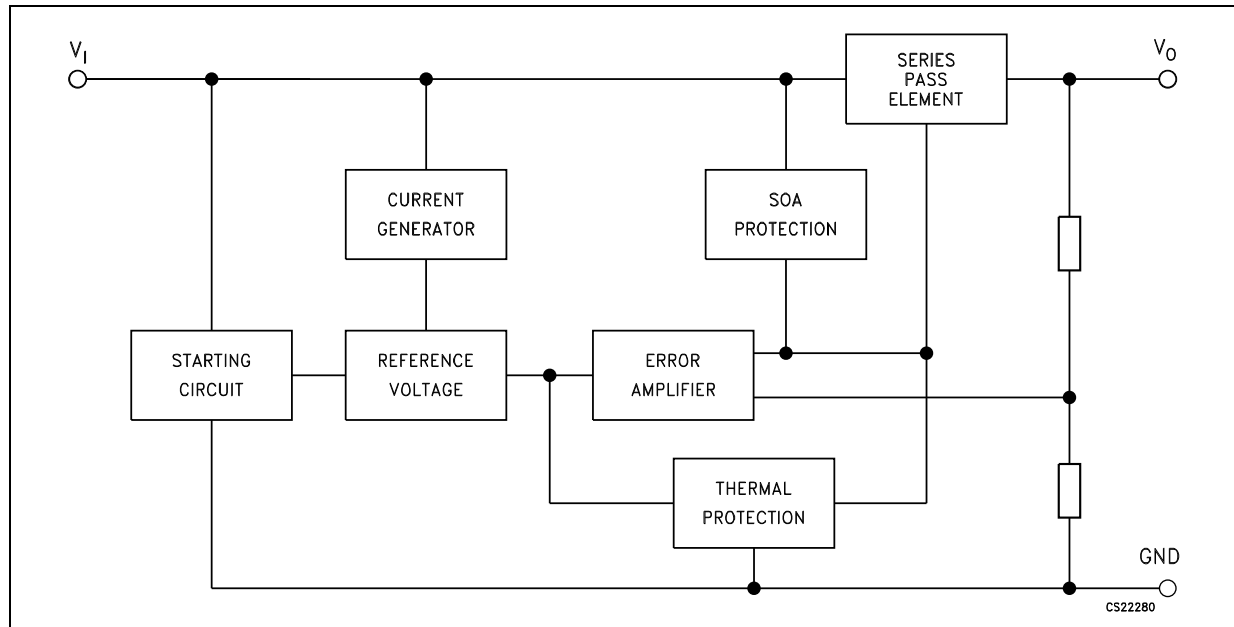 V_I
V_O
SERIES
PASS
ELEMENT
CURRENT
GENERATOR
SOA
PROTECTION
STARTING
CIRCUIT
REFERENCE
VOLTAGE
ERROR
AMPLIFIER
THERMAL
PROTECTION
GND
CS22280